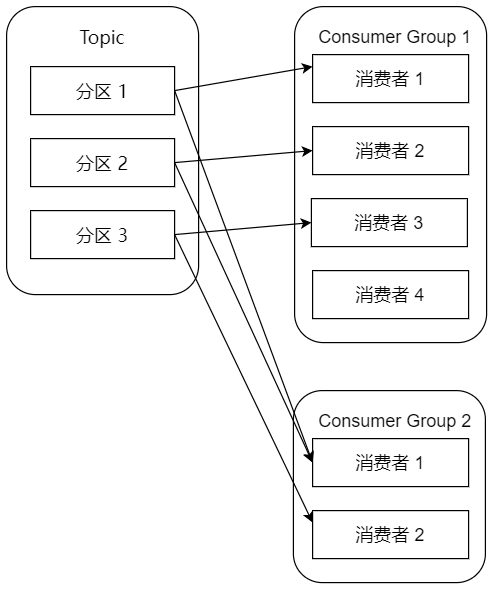 Topic
分区 1
分区 2
分区 3
Consumer Group 1
消费者 1
消费者 2
消费者 3
消费者 4
Consumer Group 2
消费者 1
消费者 2